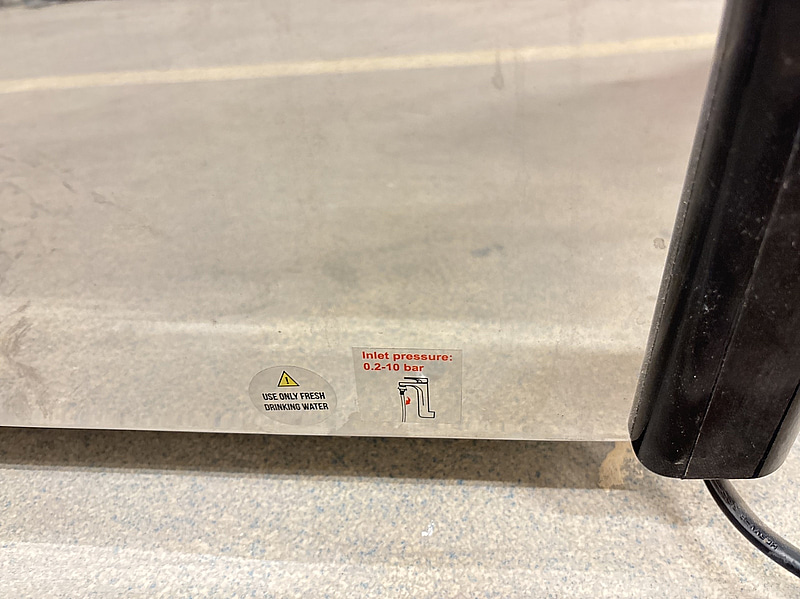 Inlet pressure:
0.2-10 bar
USE ONLY FRESH
DRINKING WATER